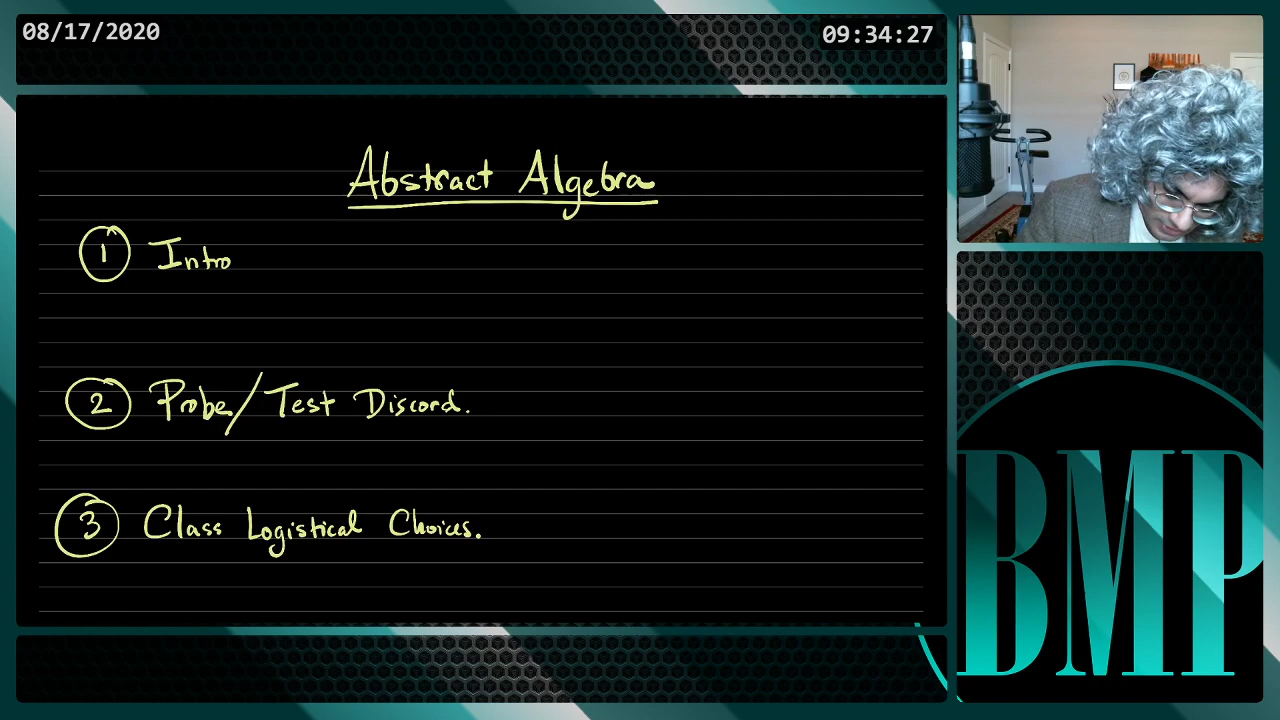 08/17/2020
09:34:27
Abstract Algebra
1 Intro
2 Probe/Test Discord.
3 Class Logistical Choices.
BMP